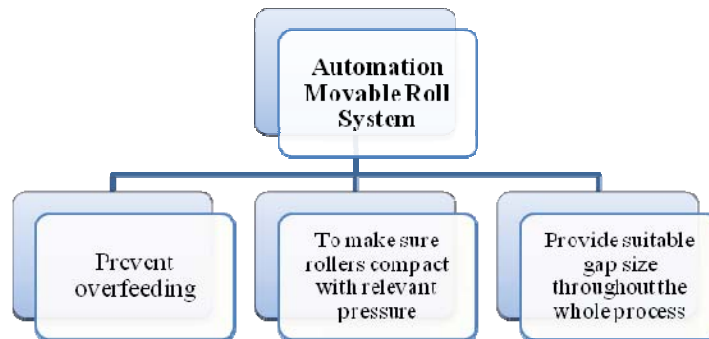 Automation
Movable Roll
System
Prevent
overfeeding
To make sure
rollers compact
with relevant
pressure
Provide suitable
gap size
throughout the
whole process